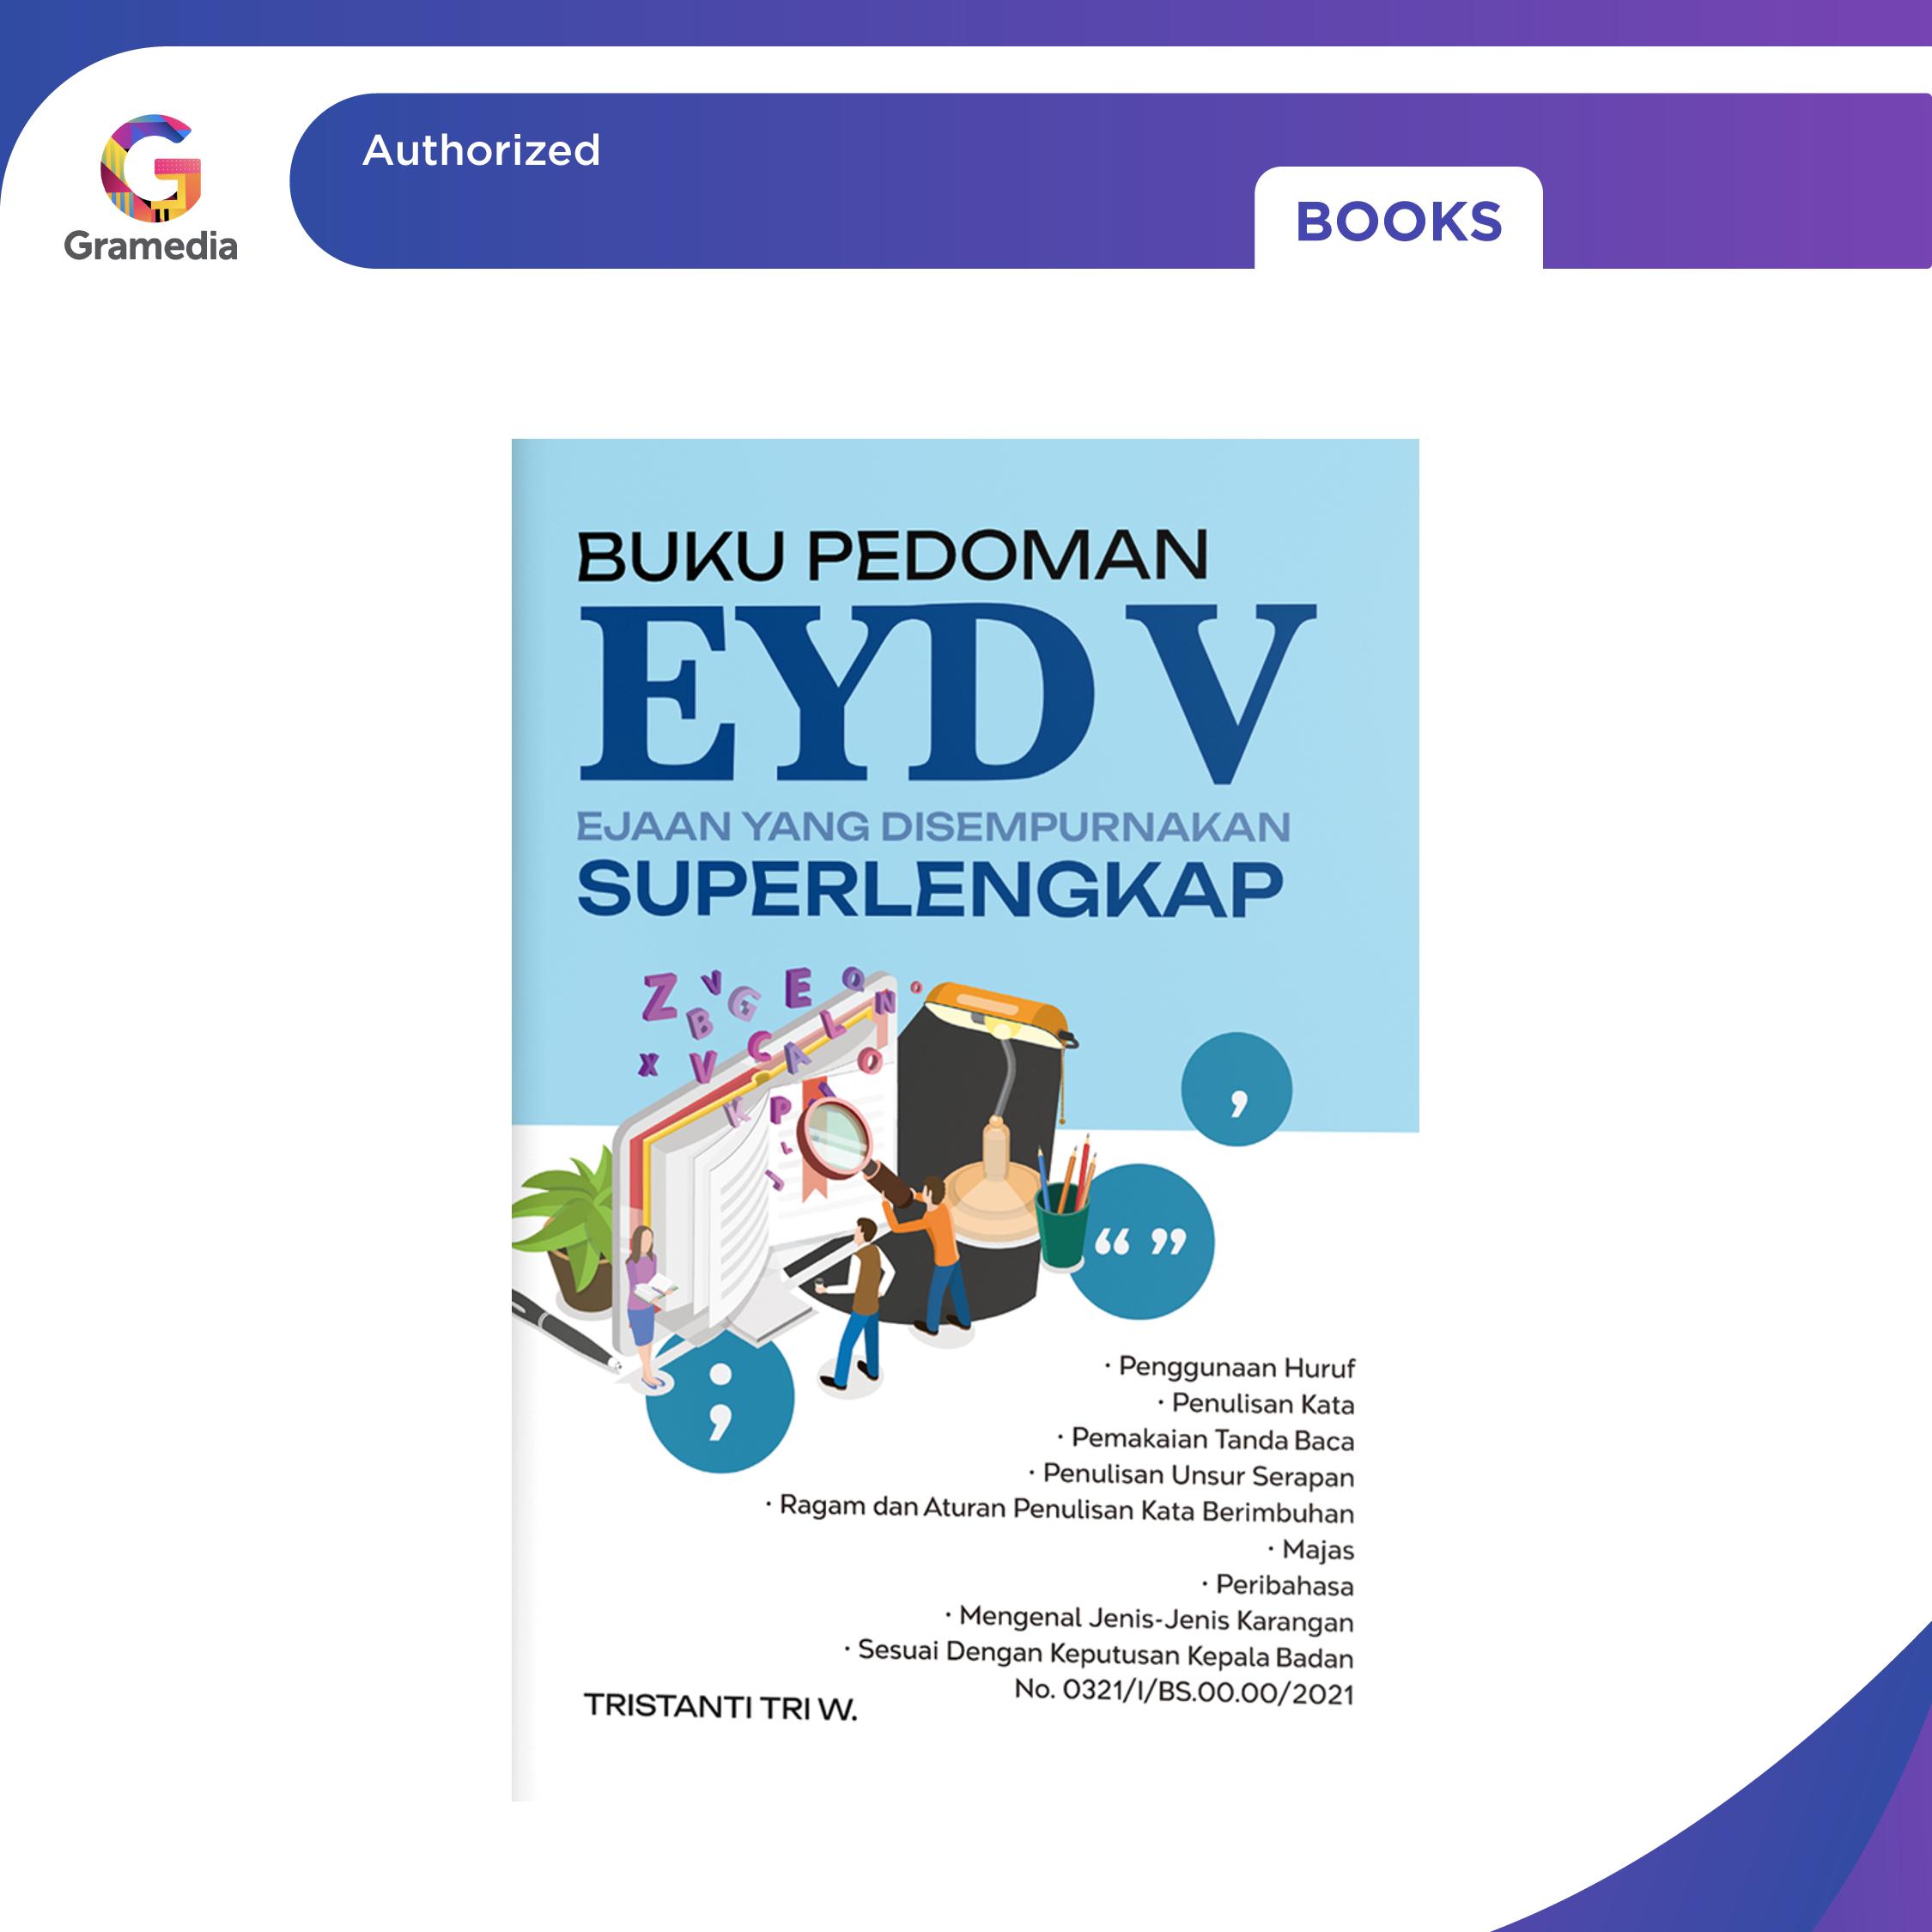 Gramedia
Authorized
BOOKS
BUKU PEDOMAN
EYD V
EJAAN YANG DISEMPURNAKAN
SUPERLENGKAP
Z V G E Q N O
B
X V C A L O
K P
L
J
,
“ ”
;
· Penggunaan Huruf
· Penulisan Kata
· Pemakaian Tanda Baca
· Penulisan Unsur Serapan
· Ragam dan Aturan Penulisan Kata Berimbuhan
· Majas
· Peribahasa
· Mengenal Jenis-Jenis Karangan
· Sesuai Dengan Keputusan Kepala Badan
No. 0321/I/BS.00.00/2021
TRISTANTI TRI W.